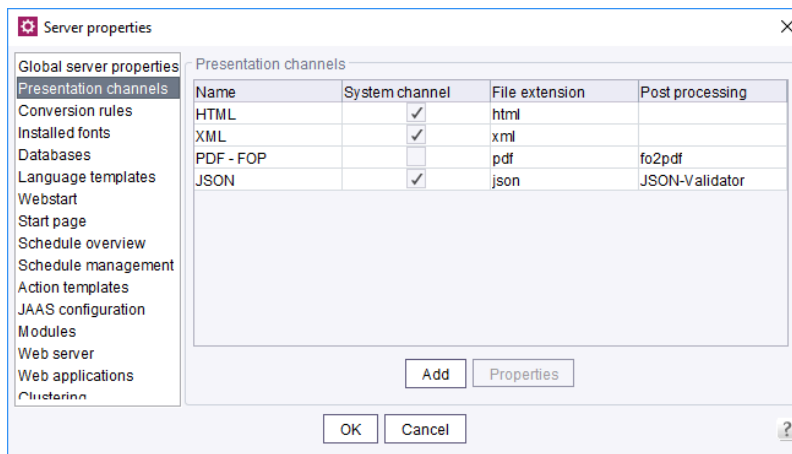 Server properties
Global server properties
Presentation channels
Conversion rules
Installed fonts
Databases
Language templates
Webstart
Start page
Schedule overview
Schedule management
Action templates
JAAS configuration
Modules
Web server
Web applications
Clustering
Presentation channels
Name System channel File extension Post processing
HTML html
XML xml
PDF - FOP pdf fo2pdf
JSON json JSON-Validator
Add Properties
OK Cancel ?